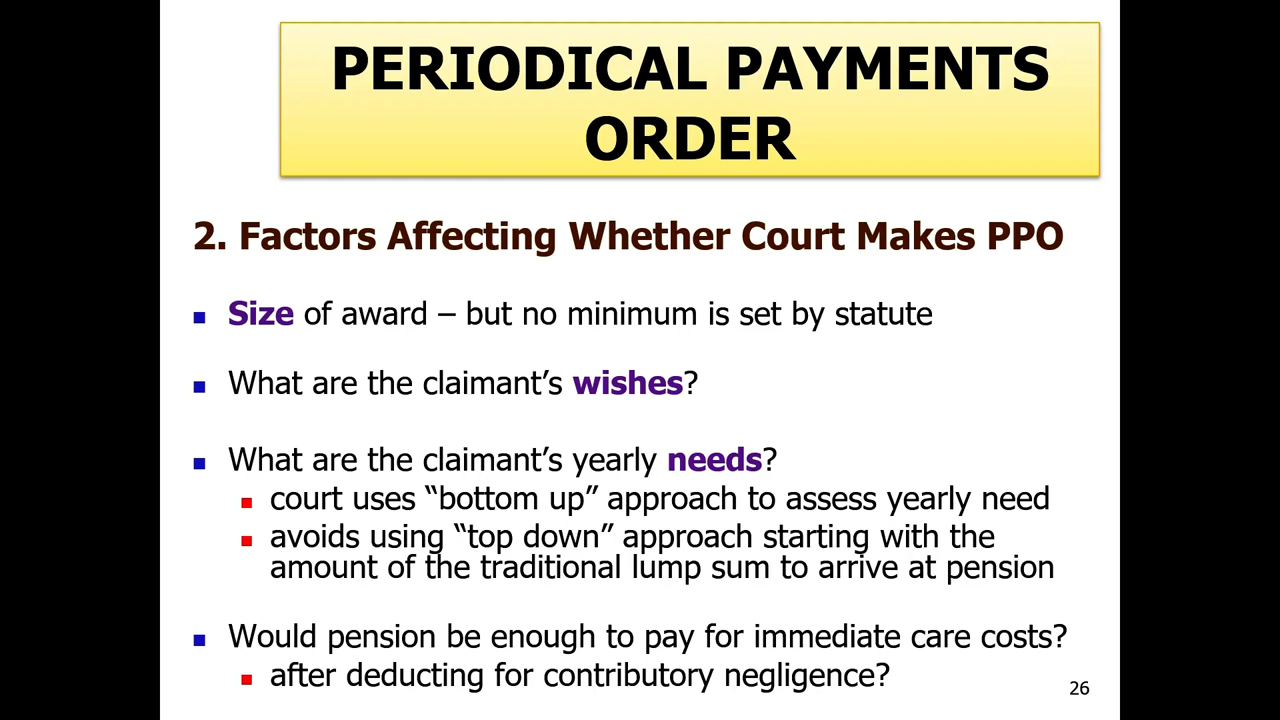 PERIODICAL PAYMENTS
ORDER
2. Factors Affecting Whether Court Makes PPO
Size of award – but no minimum is set by statute
What are the claimant’s wishes?
What are the claimant’s yearly needs?
court uses “bottom up” approach to assess yearly need
avoids using “top down” approach starting with the
amount of the traditional lump sum to arrive at pension
Would pension be enough to pay for immediate care costs?
after deducting for contributory negligence?
26